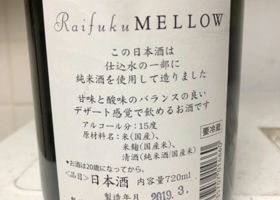 Raifuku MELLOW
この日本酒は
仕込水の一部に
純米酒を使用して造りました
甘味と酸味のバランスの良い
デザート感覚で飲めるお酒です
アルコール分：15度
原材料名：米(国産)、
米麹(国産米)、
清酒(純米酒/国産米)
要冷蔵
●お酒は20歳になってから。
<品目>日本酒 内容量720ml
製造年月 2019.3.